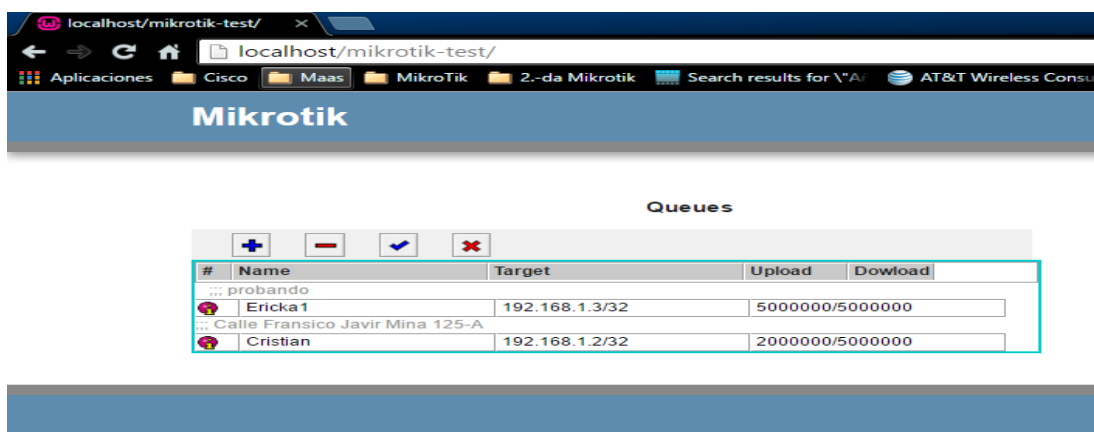 localhost/mikrotik-test/
localhost/mikrotik-test/
Aplicaciones Cisco Maas MikroTik 2.-da Mikrotik Search results for \"Ar AT&T Wireless Consu
Mikrotik
Queues
# Name Target Upload Dowload
;;; probando
Ericka1 192.168.1.3/32 5000000/5000000
;;; Calle Fransico Javir Mina 125-A
Cristian 192.168.1.2/32 2000000/5000000